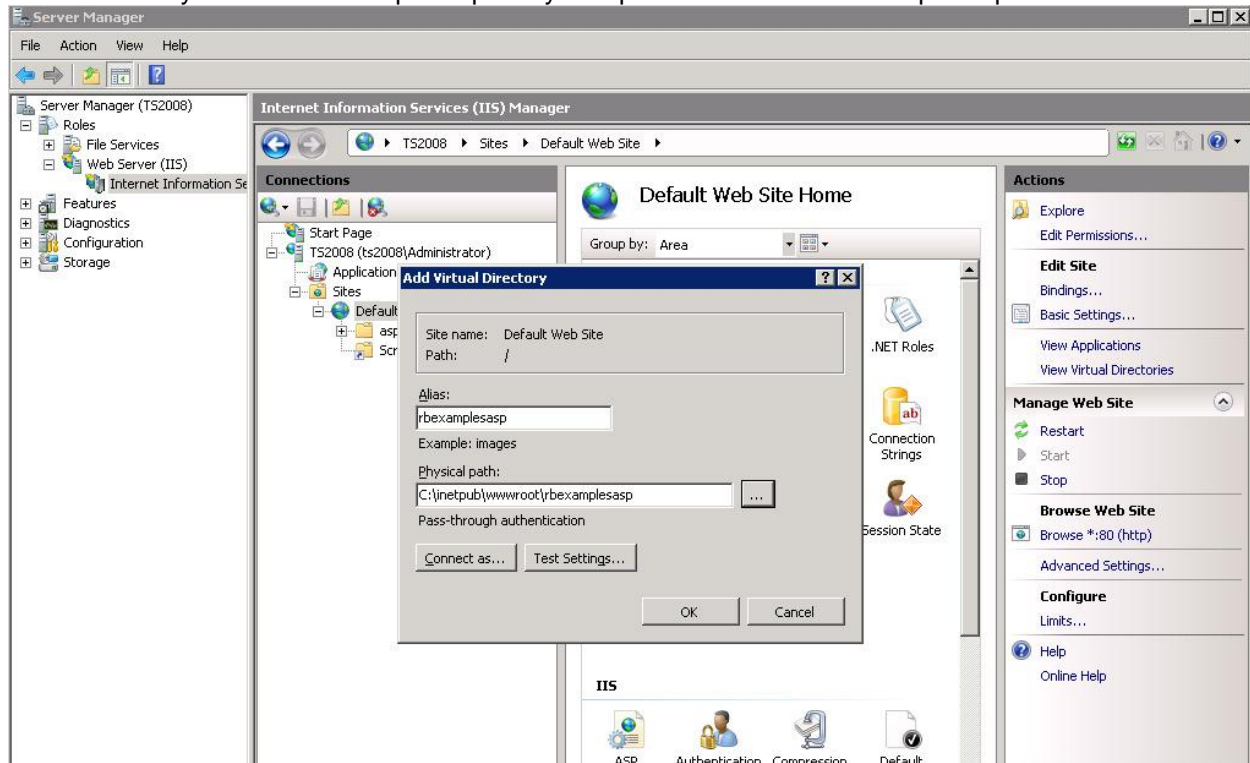 Server Manager
File Action View Help
Server Manager (TS2008)
Roles
File Services
Web Server (IIS)
Internet Information Se
Features
Diagnostics
Configuration
Storage
Internet Information Services (IIS) Manager
TS2008 Sites Default Web Site
Connections
Start Page
TS2008 (ts2008\Administrator)
Application
Sites
Default
asp
Scr
Default Web Site Home
Group by: Area
.NET Roles
ab
Connection
Strings
Session State
IIS
ASP Authentication Compression Default
Add Virtual Directory
Site name: Default Web Site
Path: /
Alias:
rbexamplesasp
Example: images
Physical path:
C:\inetpub\wwwroot\rbexamplesasp
...
Pass-through authentication
Connect as... Test Settings...
OK Cancel
Actions
Explore
Edit Permissions...
Edit Site
Bindings...
Basic Settings...
View Applications
View Virtual Directories
Manage Web Site
Restart
Start
Stop
Browse Web Site
Browse *:80 (http)
Advanced Settings...
Configure
Limits...
Help
Online Help